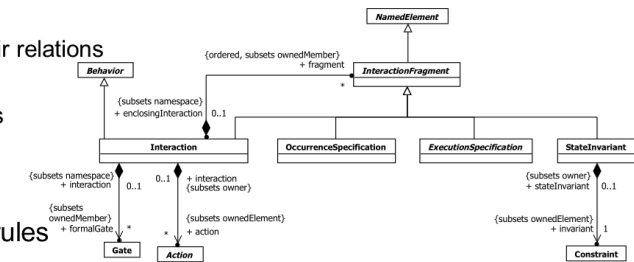 NamedElement
ir relations
{ordered, subsets ownedMember}
+ fragment
*
Behavior
InteractionFragment
{subsets namespace}
+ enclosingInteraction 0..1
s
Interaction
OccurrenceSpecification
ExecutionSpecification
StateInvariant
{subsets namespace}
+ interaction 0..1
0..1 + interaction
{subsets owner}
{subsets owner}
+ stateInvariant 0..1
{subsets
ownedMember}
+ formalGate *
{subsets ownedElement}
* + action
{subsets ownedElement}
+ invariant 1
rules
Gate
Action
Constraint